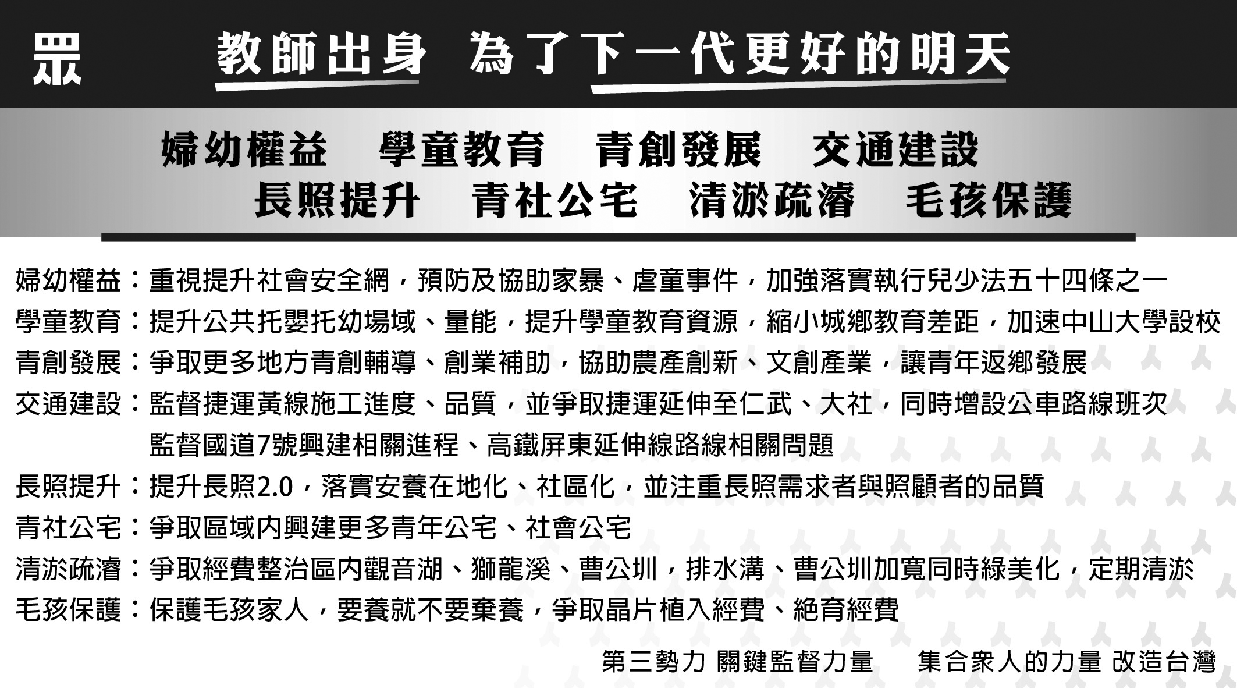 眾 教師出身 為了下一代更好的明天
婦幼權益 學童教育 青創發展 交通建設
長照提升 青社公宅 清淤疏濬 毛孩保護
婦幼權益：重視提升社會安全網，預防及協助家暴、虐童事件，加強落實執行兒少法五十四條之一
學童教育：提升公共托嬰托幼場域、量能，提升學童教育資源，縮小城鄉教育差距，加速中山大學設校
青創發展：爭取更多地方青創輔導、創業補助，協助農產創新、文創產業，讓青年返鄉發展
交通建設：監督捷運黃線施工進度、品質，並爭取捷運延伸至仁武、大社，同時增設公車路線班次
監督國道7號興建相關進程、高鐵屏東延伸線路線相關問題
長照提升：提升長照2.0，落實安養在地化、社區化，並注重長照需求者與照顧者的品質
青社公宅：爭取區域內興建更多青年公宅、社會公宅
清淤疏濬：爭取經費整治區內觀音湖、獅龍溪、曹公圳，排水溝、曹公圳加寬同時綠美化，定期清淤
毛孩保護：保護毛孩家人，要養就不要棄養，爭取晶片植入經費、絕育經費
第三勢力 關鍵監督力量 集合眾人的力量 改造台灣